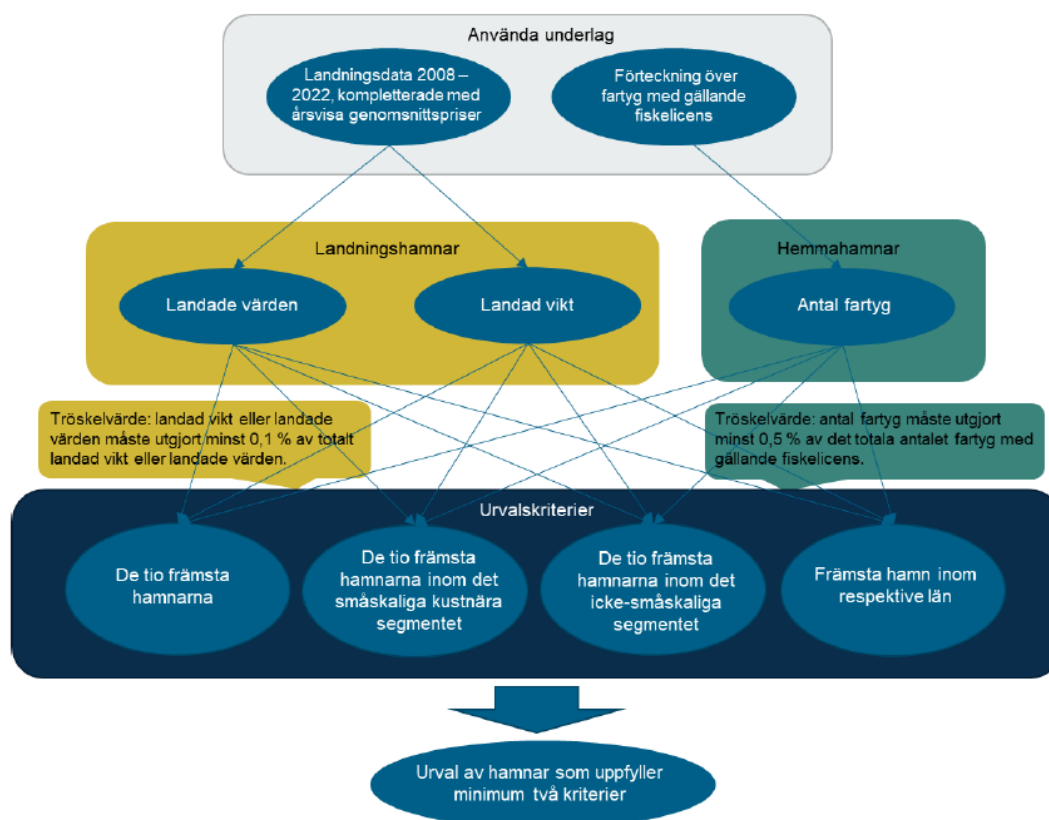 Använda underlag
Landningsdata 2008 –
2022, kompletterade med
årsvisa genomsnittspriser
Förteckning över
fartyg med gällande
fiskelicens
Landningshamnar
Hemmahamnar
Landade värden
Landad vikt
Antal fartyg
Tröskelvärde: landad vikt eller landade
värden måste utgjort minst 0,1 % av totalt
landad vikt eller landade värden.
Tröskelvärde: antal fartyg måste utgjort
minst 0,5 % av det totala antalet fartyg med
gällande fiskelicens.
Urvalskriterier
De tio främsta
hamnarna
De tio främsta
hamnarna inom det
småskaliga kustnära
segmentet
De tio främsta
hamnarna inom det
icke-småskaliga
segmentet
Främsta hamn inom
respektive län
Urval av hamnar som uppfyller
minimum två kriterier